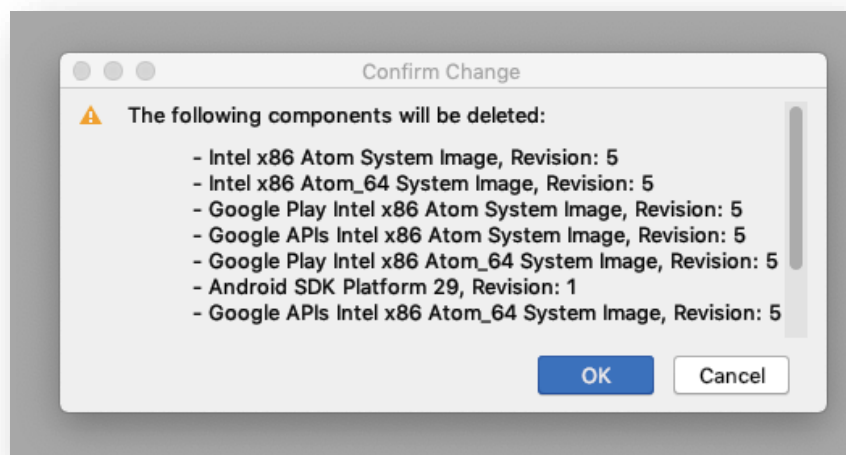 Confirm Change
The following components will be deleted:
- Intel x86 Atom System Image, Revision: 5
- Intel x86 Atom_64 System Image, Revision: 5
- Google Play Intel x86 Atom System Image, Revision: 5
- Google APIs Intel x86 Atom System Image, Revision: 5
- Google Play Intel x86 Atom_64 System Image, Revision: 5
- Android SDK Platform 29, Revision: 1
- Google APIs Intel x86 Atom_64 System Image, Revision: 5
OK Cancel